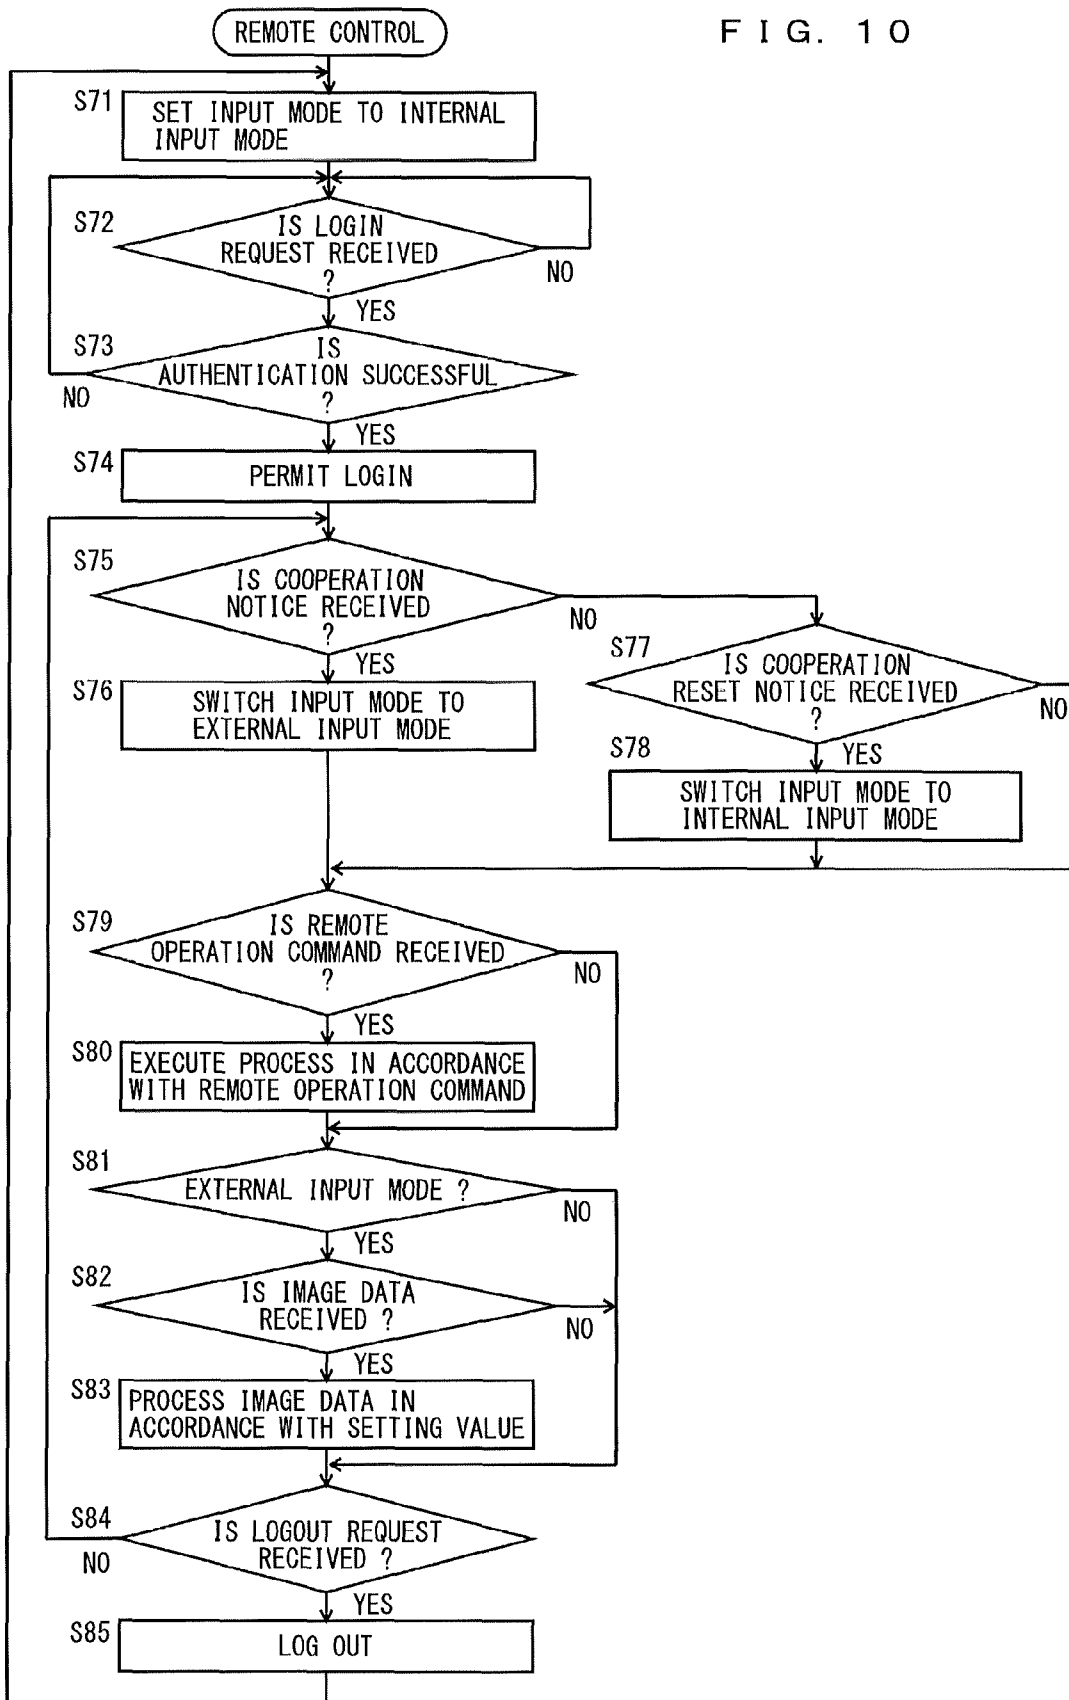 REMOTE CONTROL
FIG. 10
S71
SET INPUT MODE TO INTERNAL
INPUT MODE
S72
IS LOGIN
REQUEST RECEIVED
?
NO
YES
S73
IS
AUTHENTICATION SUCCESSFUL
?
NO
YES
S74
PERMIT LOGIN
S75
IS COOPERATION
NOTICE RECEIVED
?
NO
YES
S76
SWITCH INPUT MODE TO
EXTERNAL INPUT MODE
S77
IS COOPERATION
RESET NOTICE RECEIVED
?
NO
YES
S78
SWITCH INPUT MODE TO
INTERNAL INPUT MODE
S79
IS REMOTE
OPERATION COMMAND RECEIVED
?
NO
YES
S80
EXECUTE PROCESS IN ACCORDANCE
WITH REMOTE OPERATION COMMAND
S81
EXTERNAL INPUT MODE ?
NO
YES
S82
IS IMAGE DATA
RECEIVED ?
NO
YES
S83
PROCESS IMAGE DATA IN
ACCORDANCE WITH SETTING VALUE
S84
IS LOGOUT REQUEST
RECEIVED ?
NO
YES
S85
LOG OUT